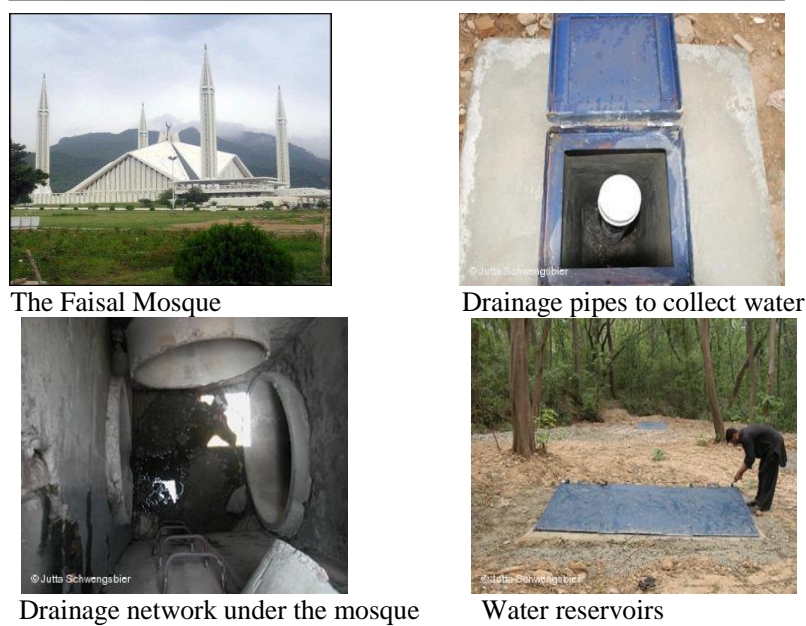 The Faisal Mosque
© Jutta Schwengsbier
Drainage pipes to collect water
© Jutta Schwengsbier
Drainage network under the mosque
© Jutta Schwengsbier
Water reservoirs